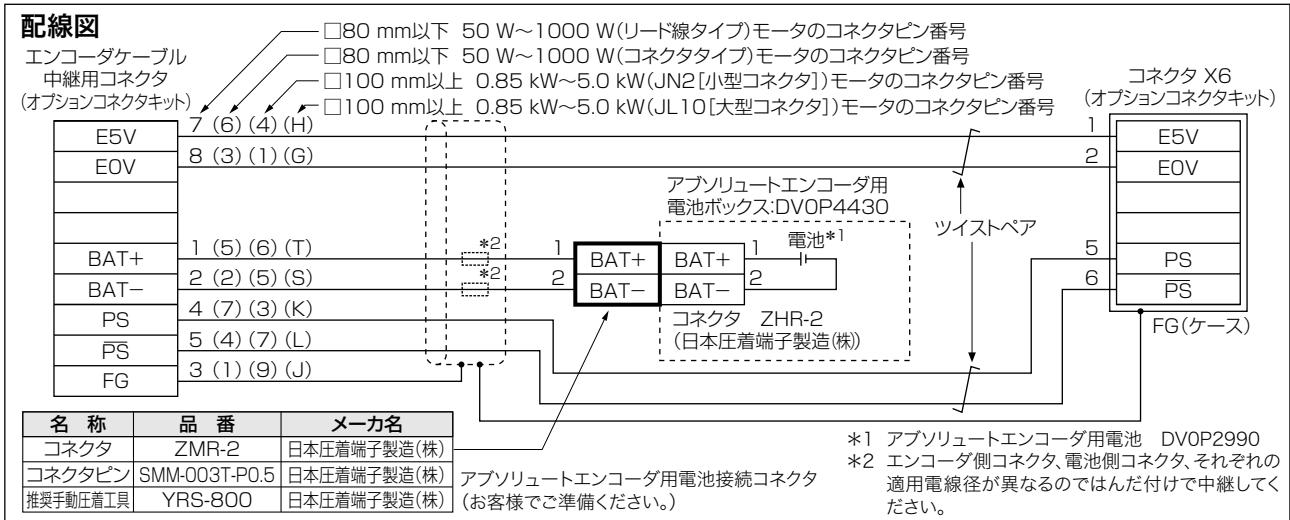 配線図
エンコーダケーブル
中継用コネクタ
(オプションコネクタキット)
□80 mm以下 50 W～1000 W(リード線タイプ)モータのコネクタピン番号
□80 mm以下 50 W～1000 W(コネクタタイプ)モータのコネクタピン番号
□100 mm以上 0.85 kW～5.0 kW(JN2[小型コネクタ])モータのコネクタピン番号
□100 mm以上 0.85 kW～5.0 kW(JL10[大型コネクタ])モータのコネクタピン番号
コネクタ X6
(オプションコネクタキット)
E5V 7 (6) (4) (H) 1 E5V
E0V 8 (3) (1) (G) 2 E0V
アブソリュートエンコーダ用
電池ボックス:DV0P4430
ツイストペア
BAT+ 1 (5) (6) (T) *2 1 BAT+ BAT+ 1 電池*1 5 PS
BAT− 2 (2) (5) (S) *2 2 BAT− BAT− 2 6 P̅S̅
PS 4 (7) (3) (K)
コネクタ ZHR-2
(日本圧着端子製造(株))
FG(ケース)
P̅S̅ 5 (4) (7) (L)
FG 3 (1) (9) (J)
名 称 品 番 メーカ名
コネクタ ZMR-2 日本圧着端子製造(株)
コネクタピン SMM-003T-P0.5 日本圧着端子製造(株)
推奨手動圧着工具 YRS-800 日本圧着端子製造(株)
アブソリュートエンコーダ用電池接続コネクタ
(お客様でご準備ください。)
*1 アブソリュートエンコーダ用電池 DV0P2990
*2 エンコーダ側コネクタ、電池側コネクタ、それぞれの
適用電線径が異なるのではんだ付けで中継してく
ださい。